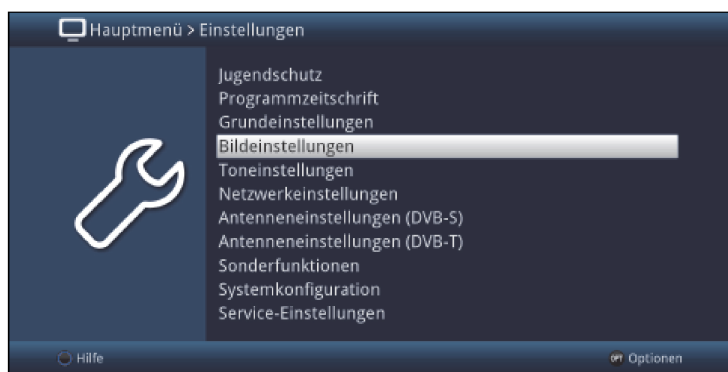 Hauptmenü > Einstellungen
Jugendschutz
Programmzeitschrift
Grundeinstellungen
Bildeinstellungen
Toneinstellungen
Netzwerkeinstellungen
Antenneneinstellungen (DVB-S)
Antenneneinstellungen (DVB-T)
Sonderfunktionen
Systemkonfiguration
Service-Einstellungen
Hilfe
OPT Optionen